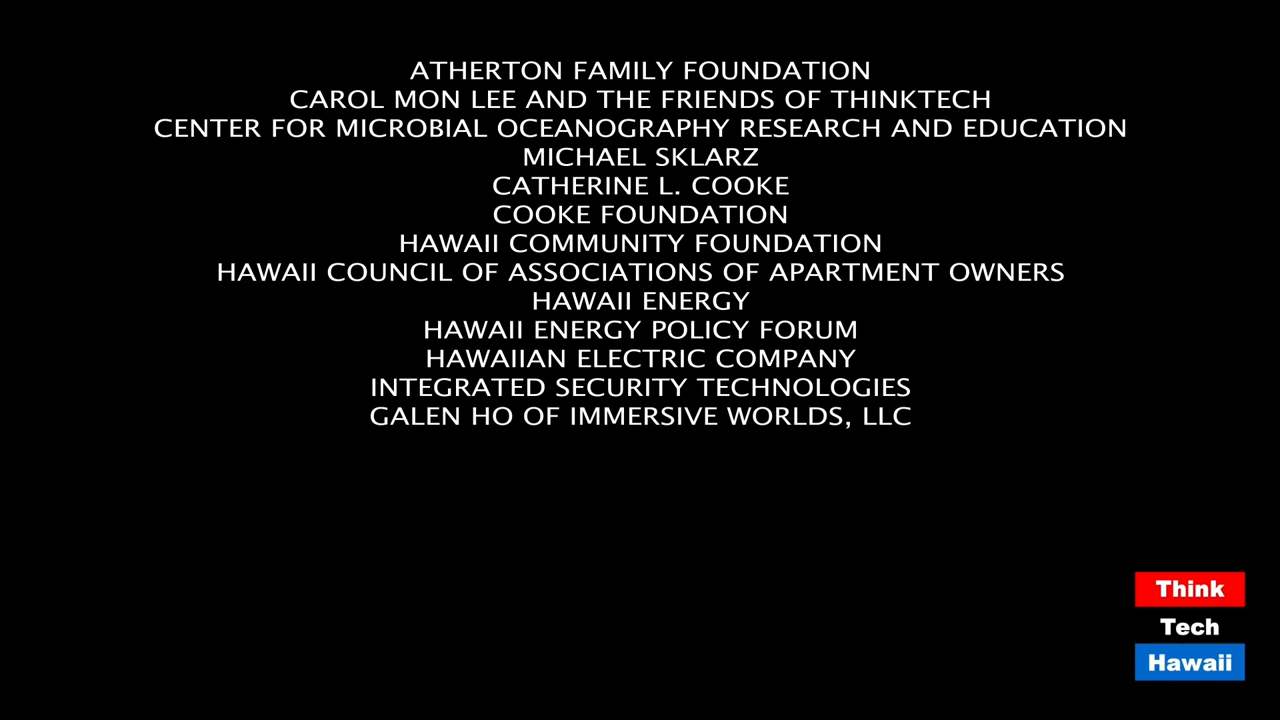 ATHERTON FAMILY FOUNDATION
CAROL MON LEE AND THE FRIENDS OF THINKTECH
CENTER FOR MICROBIAL OCEANOGRAPHY RESEARCH AND EDUCATION
MICHAEL SKLARZ
CATHERINE L. COOKE
COOKE FOUNDATION
HAWAII COMMUNITY FOUNDATION
HAWAII COUNCIL OF ASSOCIATIONS OF APARTMENT OWNERS
HAWAII ENERGY
HAWAII ENERGY POLICY FORUM
HAWAIIAN ELECTRIC COMPANY
INTEGRATED SECURITY TECHNOLOGIES
GALEN HO OF IMMERSIVE WORLDS, LLC
Think
Tech
Hawaii